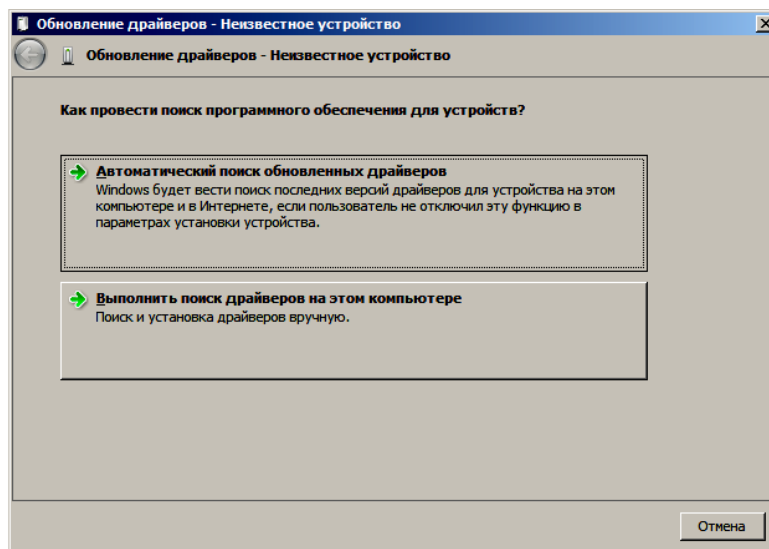 Обновление драйверов - Неизвестное устройство
Обновление драйверов - Неизвестное устройство
Как провести поиск программного обеспечения для устройств?
Автоматический поиск обновленных драйверов
Windows будет вести поиск последних версий драйверов для устройства на этом
компьютере и в Интернете, если пользователь не отключил эту функцию в
параметрах установки устройства.
Выполнить поиск драйверов на этом компьютере
Поиск и установка драйверов вручную.
Отмена